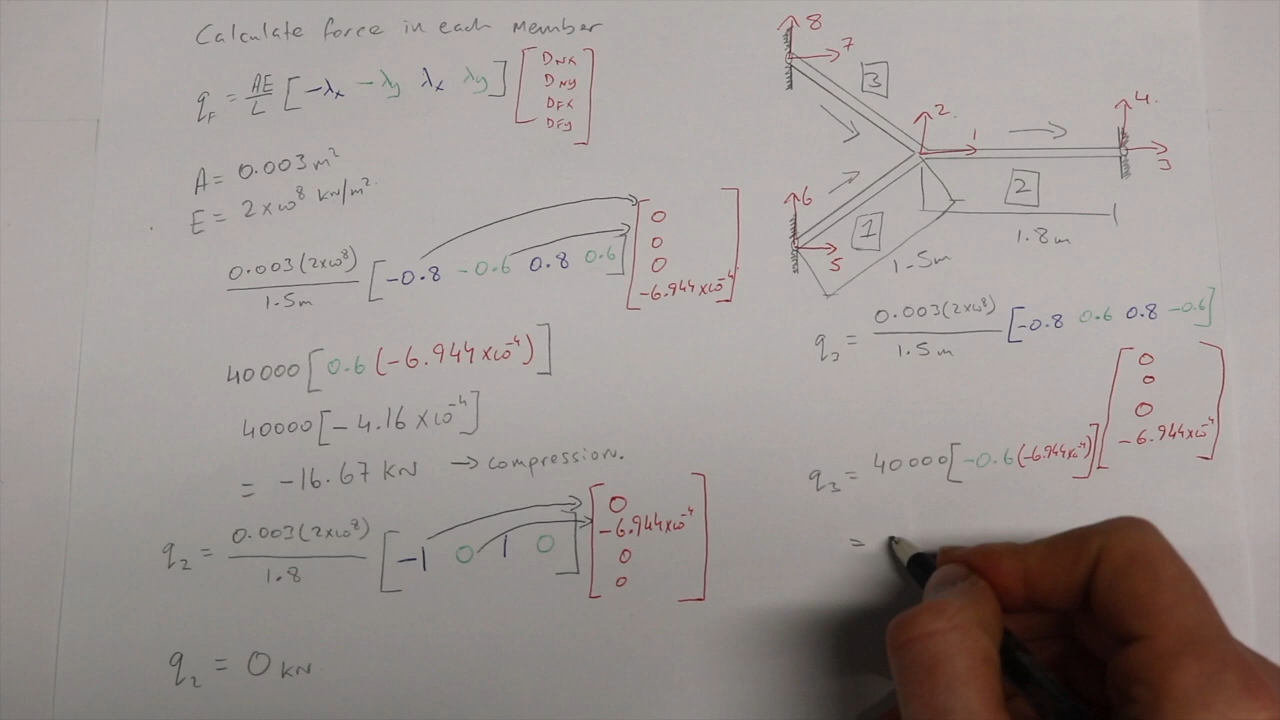 Calculate force in each member
q_F = AE/L [-λx -λy λx λy] [DNx DNy DFx DFy]
A = 0.003 m²
E = 2×10⁸ kN/m²
0.003(2×10⁸)/1.5m [-0.8 -0.6 0.8 0.6] [0 0 0 -6.944×10⁻⁴]
40000[0.6(-6.944×10⁻⁴)]
40000[-4.16×10⁻⁴]
= -16.67 kN → compression.
q₂ = 0.003(2×10⁸)/1.8 [-1 0 1 0] [0 -6.944×10⁻⁴ 0 0]
q₂ = 0 kN
8
7
3
2.
1
4.
3
6
5
1
2
1.5m
1.8m
q₃ = 0.003(2×10⁸)/1.5m [-0.8 0.6 0.8 -0.6] [0 0 0 -6.944×10⁻⁴]
q₃ = 40000[-0.6(-6.944×10⁻⁴)]
=